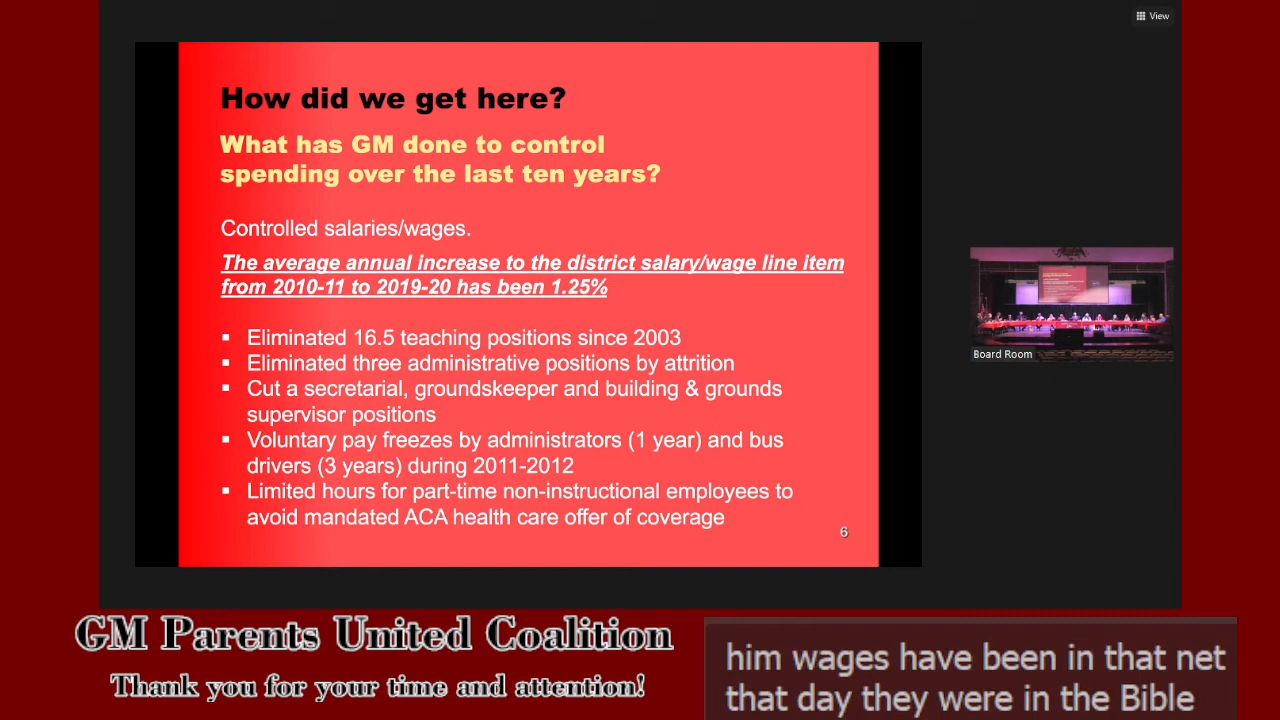 View
How did we get here?
What has GM done to control
spending over the last ten years?
Controlled salaries/wages.
The average annual increase to the district salary/wage line item
from 2010-11 to 2019-20 has been 1.25%
▪ Eliminated 16.5 teaching positions since 2003
▪ Eliminated three administrative positions by attrition
▪ Cut a secretarial, groundskeeper and building & grounds
supervisor positions
▪ Voluntary pay freezes by administrators (1 year) and bus
drivers (3 years) during 2011-2012
▪ Limited hours for part-time non-instructional employees to
avoid mandated ACA health care offer of coverage
6
Board Room
GM Parents United Coalition
Thank you for your time and attention!
him wages have been in that net
that day they were in the Bible